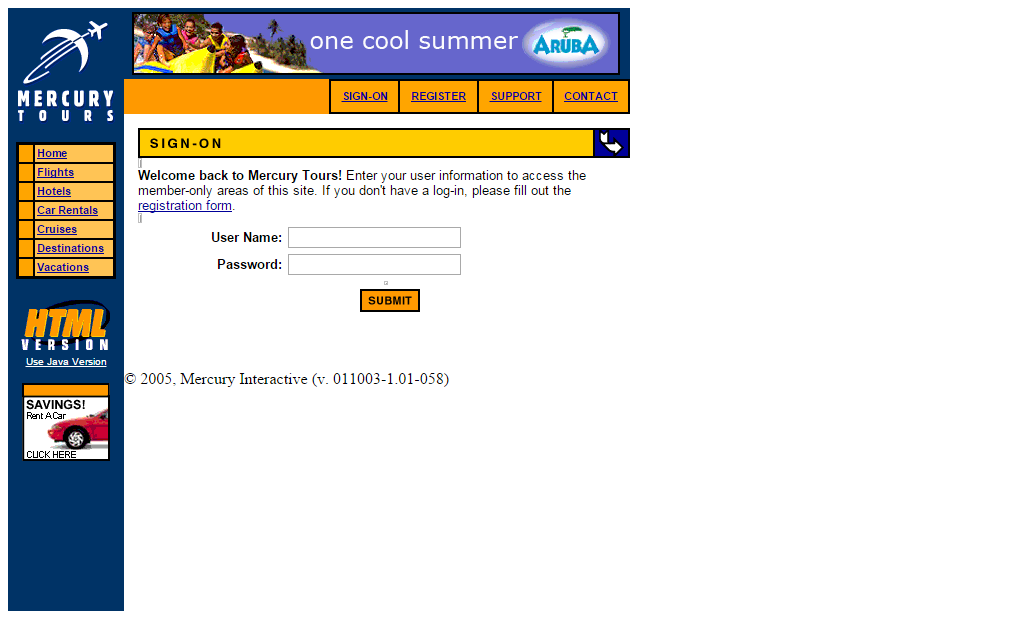 one cool summer ARUBA
MERCURY
TOURS
SIGN-ON REGISTER SUPPORT CONTACT
SIGN-ON
Home
Flights
Hotels
Car Rentals
Cruises
Destinations
Vacations
Welcome back to Mercury Tours! Enter your user information to access the
member-only areas of this site. If you don't have a log-in, please fill out the
registration form.
User Name:
Password:
SUBMIT
HTML
VERSION
Use Java Version
© 2005, Mercury Interactive (v. 011003-1.01-058)
SAVINGS!
Rent A Car
CLICK HERE